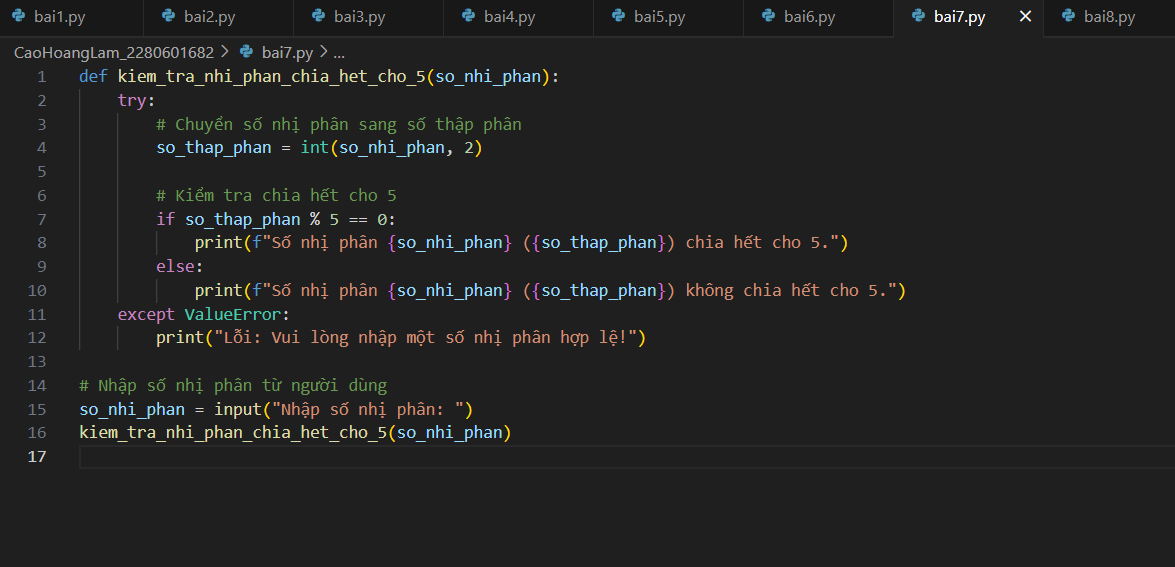 bai1.py bai2.py bai3.py bai4.py bai5.py bai6.py bai7.py × bai8.py
CaoHoangLam_2280601682 > bai7.py > ...
1 def kiem_tra_nhi_phan_chia_het_cho_5(so_nhi_phan):
2     try:
3         # Chuyển số nhị phân sang số thập phân
4         so_thap_phan = int(so_nhi_phan, 2)
5
6         # Kiểm tra chia hết cho 5
7         if so_thap_phan % 5 == 0:
8             print(f"Số nhị phân {so_nhi_phan} ({so_thap_phan}) chia hết cho 5.")
9         else:
10             print(f"Số nhị phân {so_nhi_phan} ({so_thap_phan}) không chia hết cho 5.")
11     except ValueError:
12         print("Lỗi: Vui lòng nhập một số nhị phân hợp lệ!")
13
14 # Nhập số nhị phân từ người dùng
15 so_nhi_phan = input("Nhập số nhị phân: ")
16 kiem_tra_nhi_phan_chia_het_cho_5(so_nhi_phan)
17